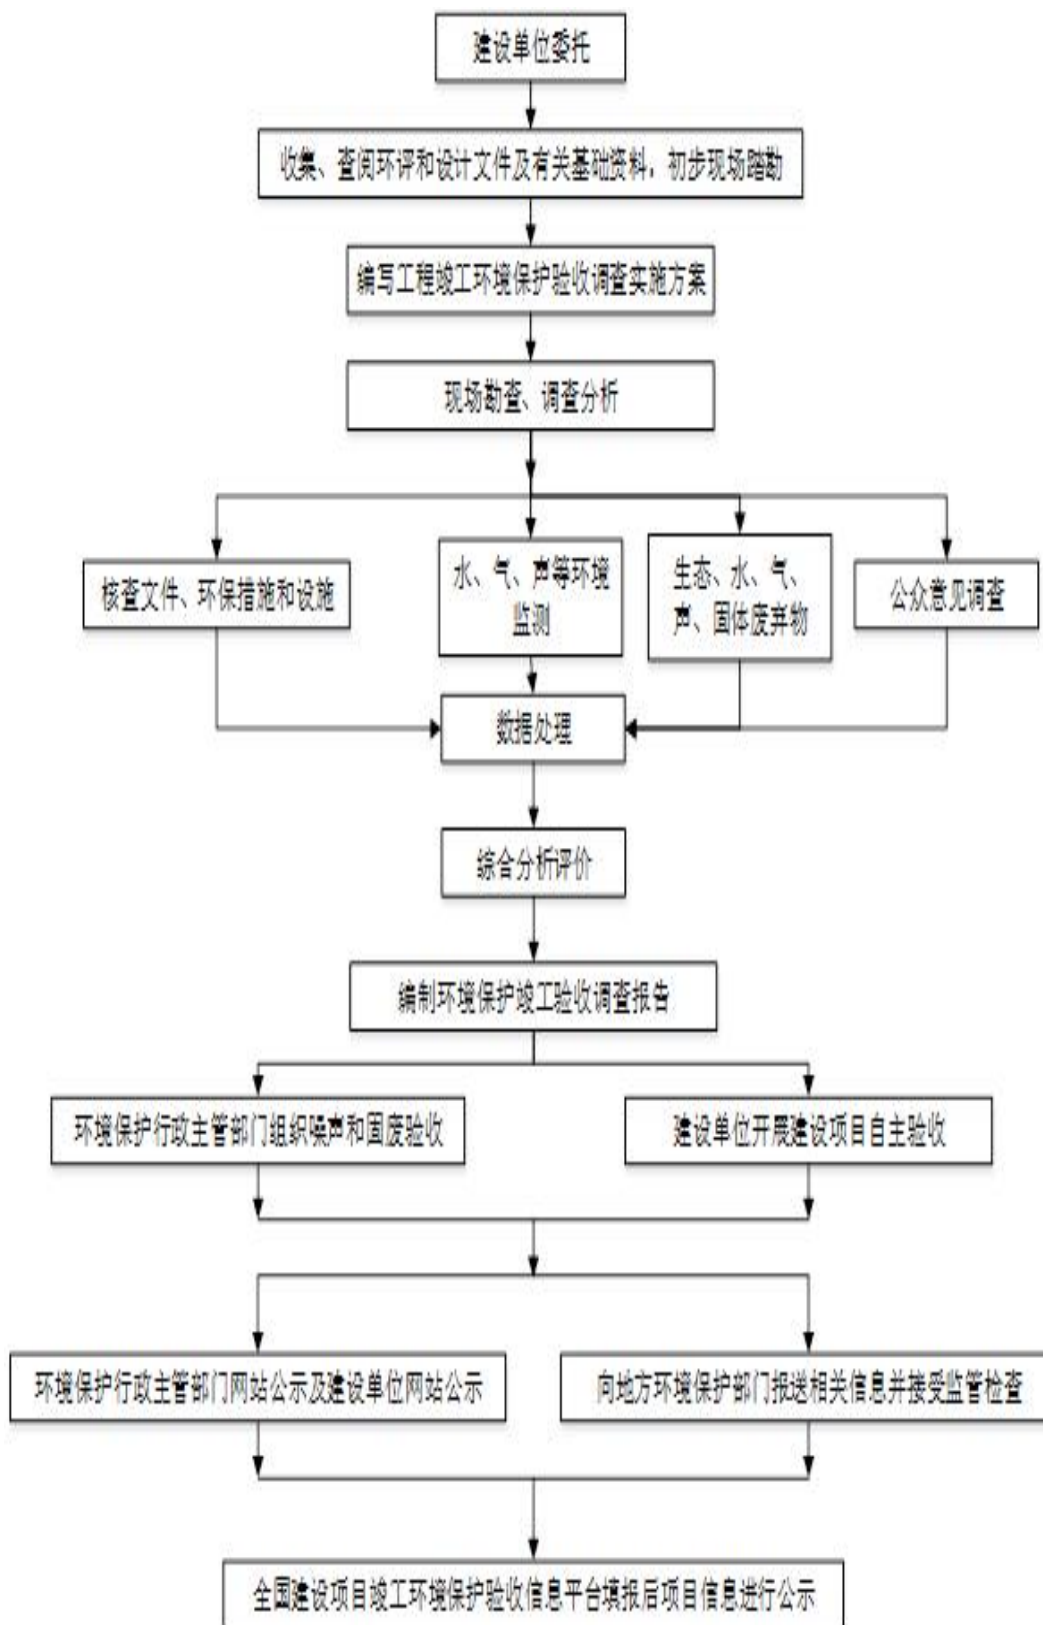 建设单位委托
收集、查阅环评和设计文件及有关基础资料，初步现场踏勘
编写工程竣工环境保护验收调查实施方案
现场勘查、调查分析
核查文件、环保措施和设施
水、气、声等环境
监测
生态、水、气、
声、固体废弃物
公众意见调查
数据处理
综合分析评价
编制环境保护竣工验收调查报告
环境保护行政主管部门组织噪声和固废验收
建设单位开展建设项目自主验收
环境保护行政主管部门网站公示及建设单位网站公示
向地方环境保护部门报送相关信息并接受监管检查
全国建设项目竣工环境保护验收信息平台填报后项目信息进行公示